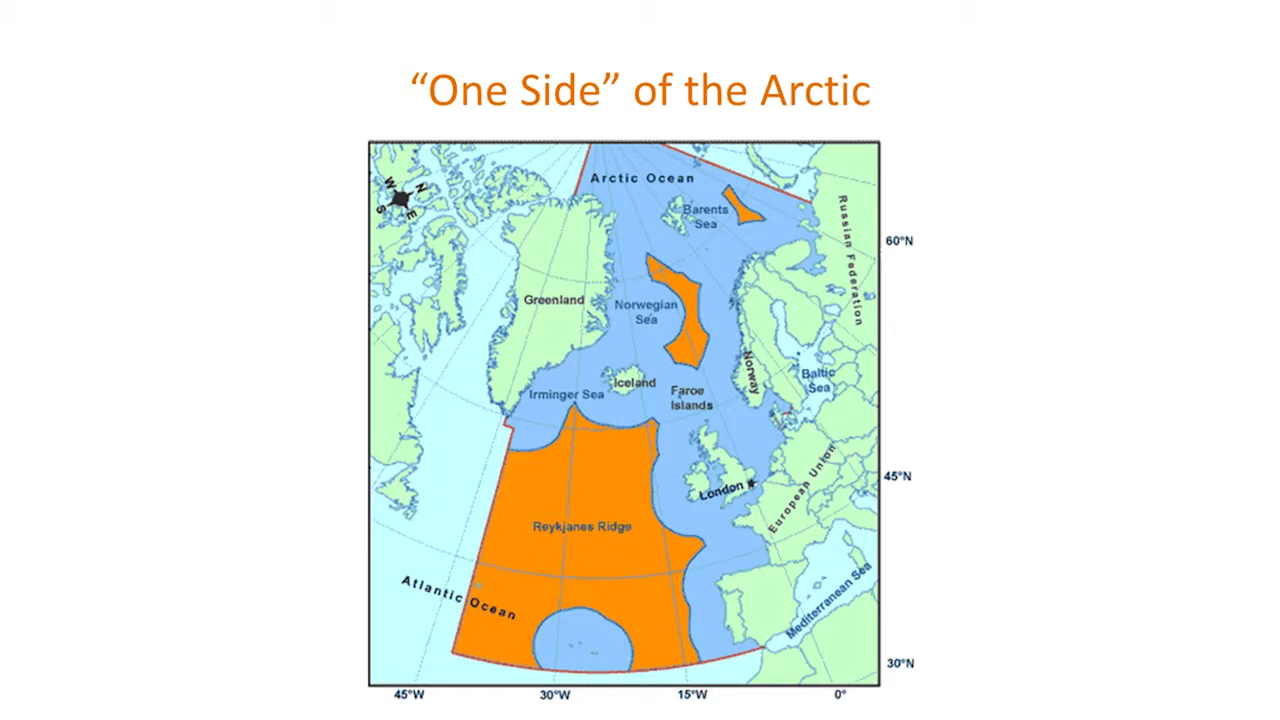 “One Side” of the Arctic
N
W
S
E
Arctic Ocean
Barents
Sea
Russian Federation
60°N
Greenland
Norwegian
Sea
Norway
Baltic
Sea
Iceland
Irminger Sea
Faroe
Islands
45°N
London
European Union
Reykjanes Ridge
Atlantic Ocean
Mediterranean Sea
30°N
45°W
30°W
15°W
0°